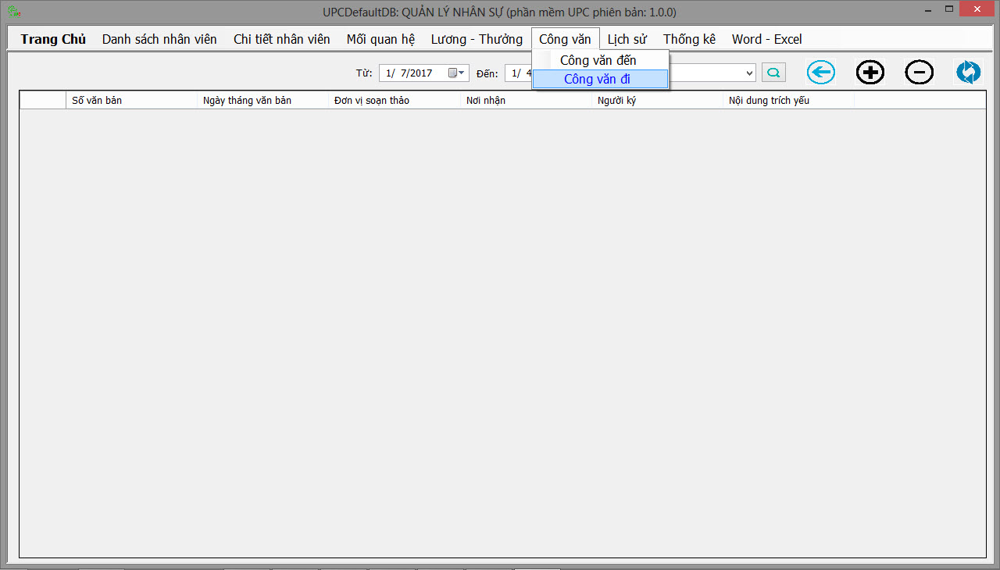 UPCDefaultDB: QUẢN LÝ NHÂN SỰ (phần mềm UPC phiên bản: 1.0.0)
Trang Chủ Danh sách nhân viên Chi tiết nhân viên Mối quan hệ Lương - Thưởng Công văn Lịch sử Thống kê Word - Excel
Công văn đến
Từ: 1/ 7/2017 Đến: 1/ 4
Công văn đi
Số văn bản Ngày tháng văn bản Đơn vị soạn thảo Nơi nhận Người ký Nội dung trích yếu